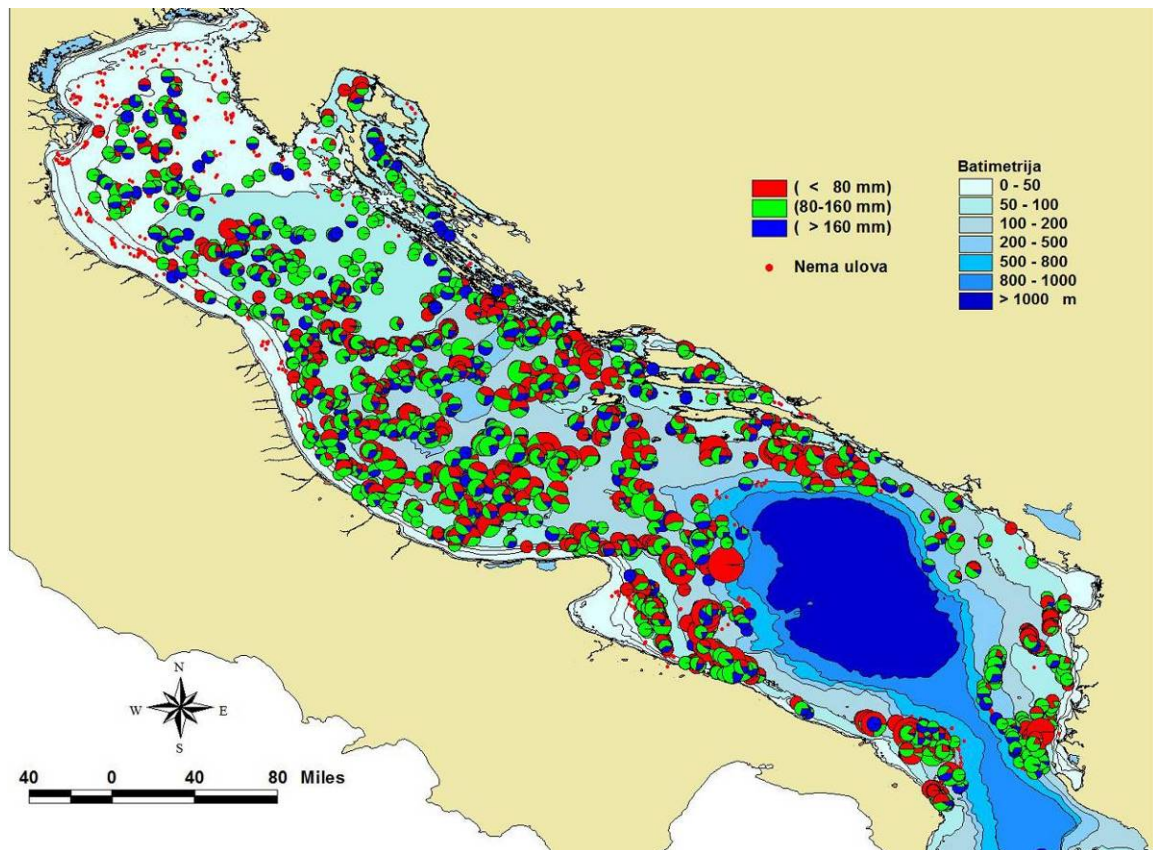 ( < 80 mm)
(80-160 mm)
( > 160 mm)
Nema ulova
Batimetrija
0 - 50
50 - 100
100 - 200
200 - 500
500 - 800
800 - 1000
> 1000 m
N
W E
S
40 0 40 80 Miles